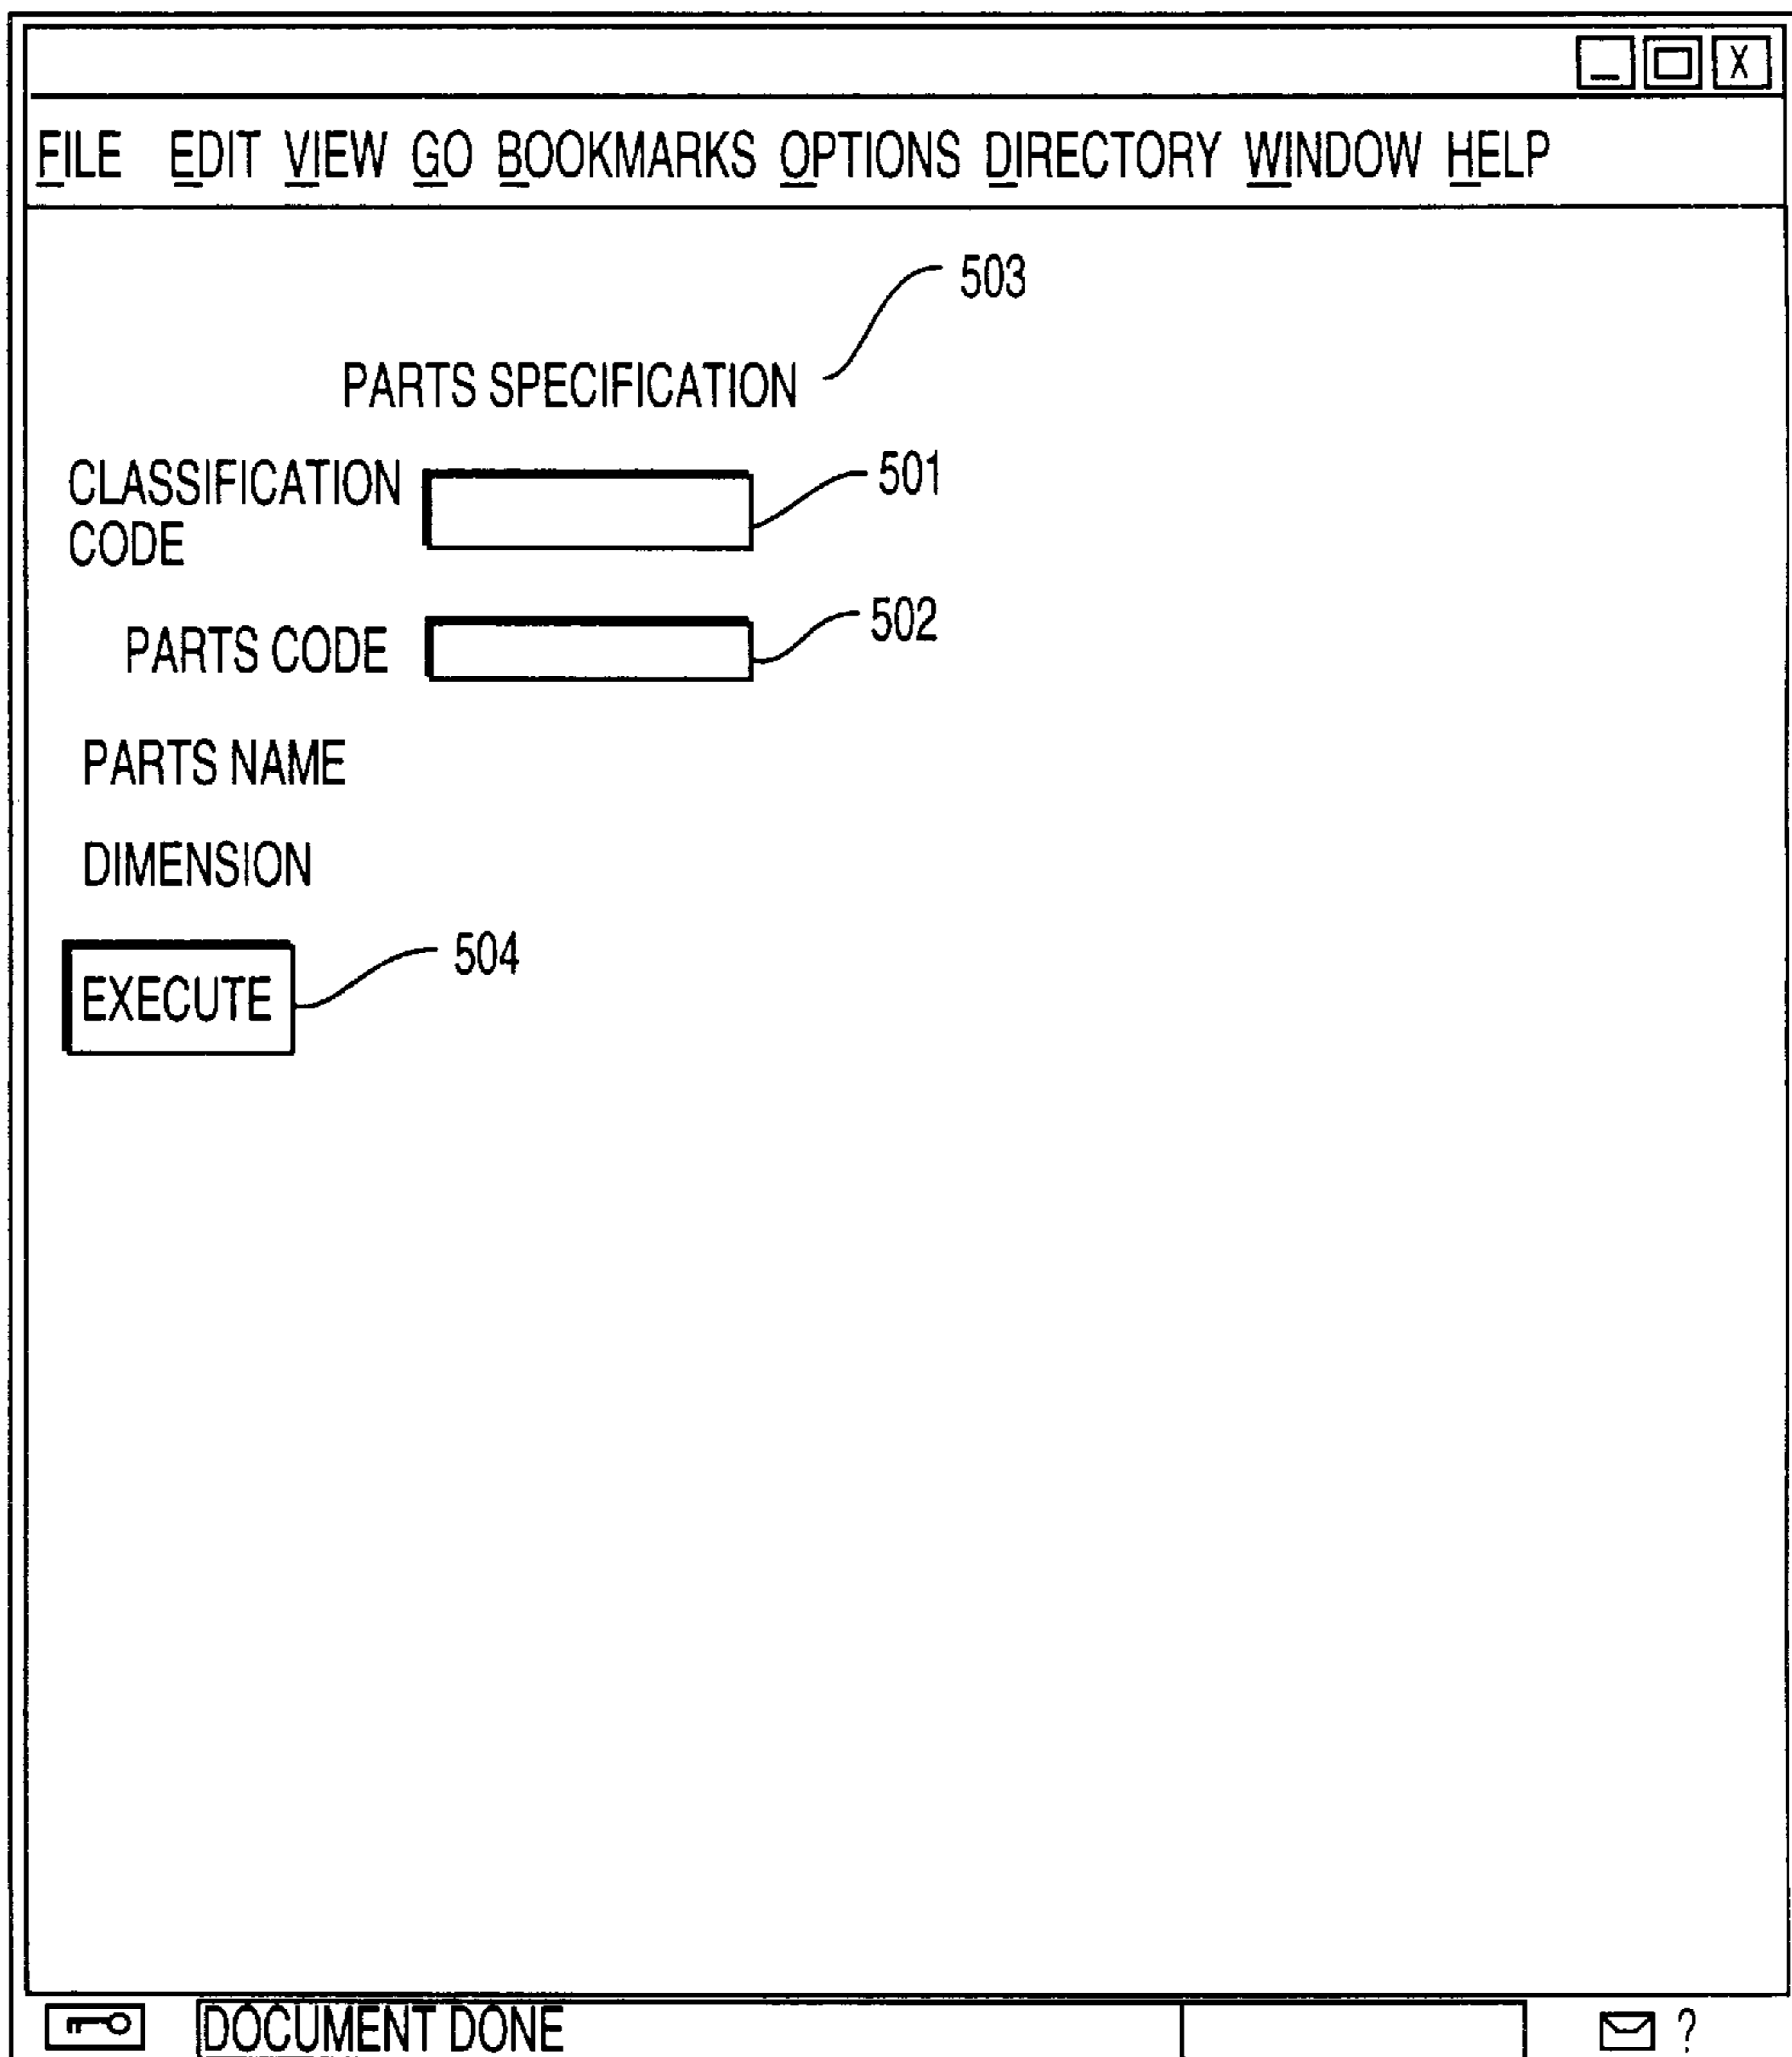 X
FILE EDIT VIEW GO BOOKMARKS OPTIONS DIRECTORY WINDOW HELP
503
PARTS SPECIFICATION
CLASSIFICATION
CODE
501
PARTS CODE
502
PARTS NAME
DIMENSION
EXECUTE
504
DOCUMENT DONE
?